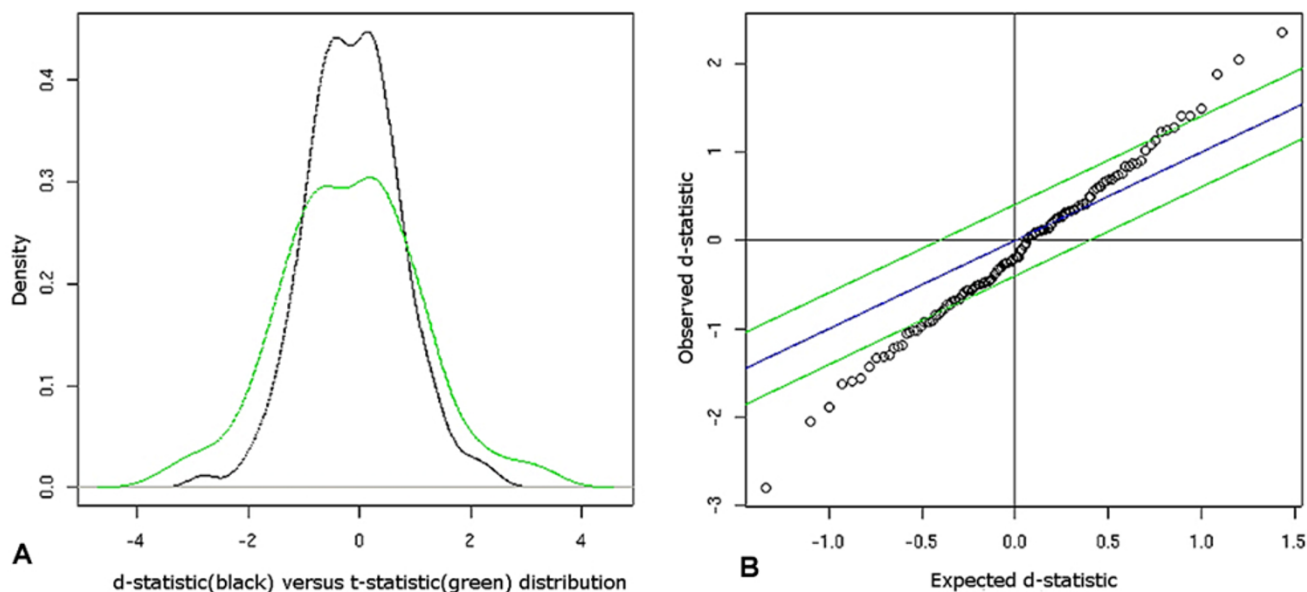 Density
0.4
0.3
0.2
0.1
0.0
-4 -2 0 2 4
A
d-statistic(black) versus t-statistic(green) distribution
Observed d-statistic
2
1
0
-1
-2
-3
-1.0 -0.5 0.0 0.5 1.0 1.5
B
Expected d-statistic